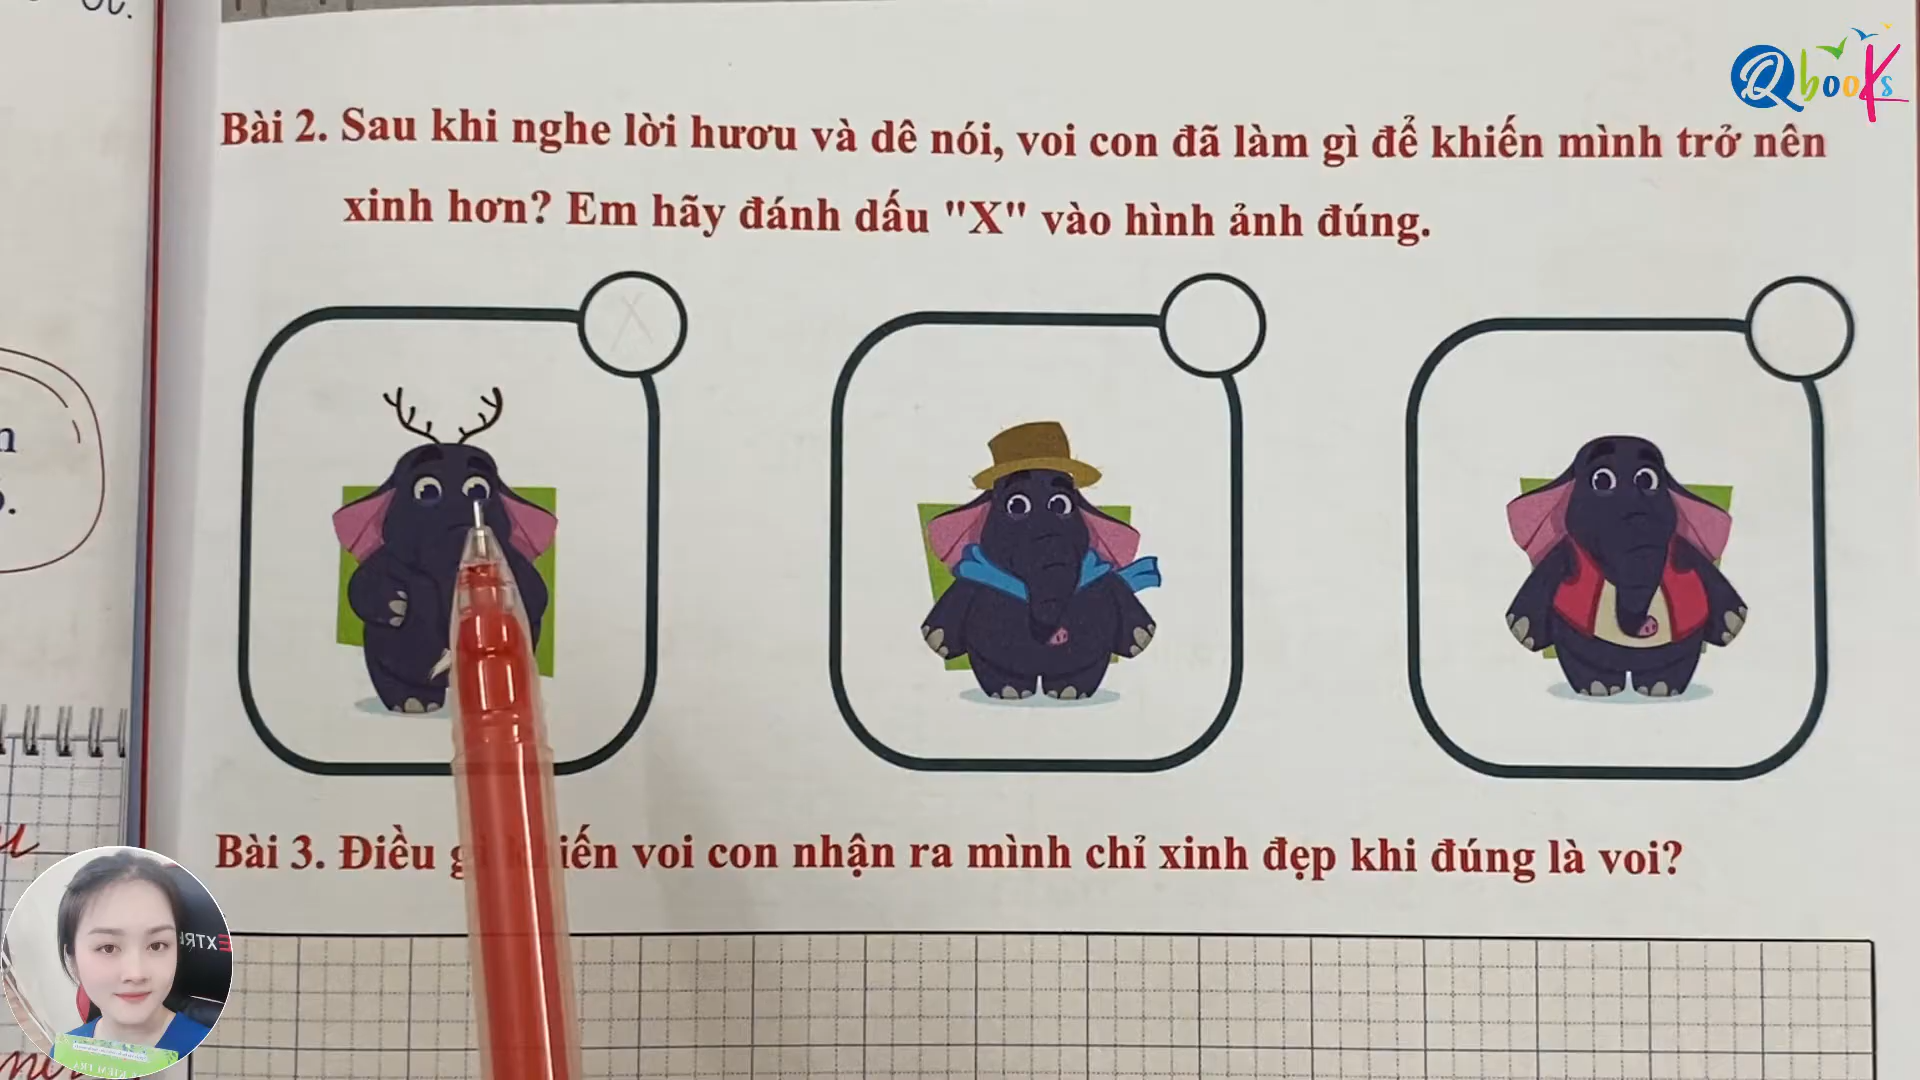 Qbooks
Bài 2. Sau khi nghe lời hươu và dê nói, voi con đã làm gì để khiến mình trở nên
xinh hơn? Em hãy đánh dấu "X" vào hình ảnh đúng.
Bài 3. Điều gì khiến voi con nhận ra mình chỉ xinh đẹp khi đúng là voi?